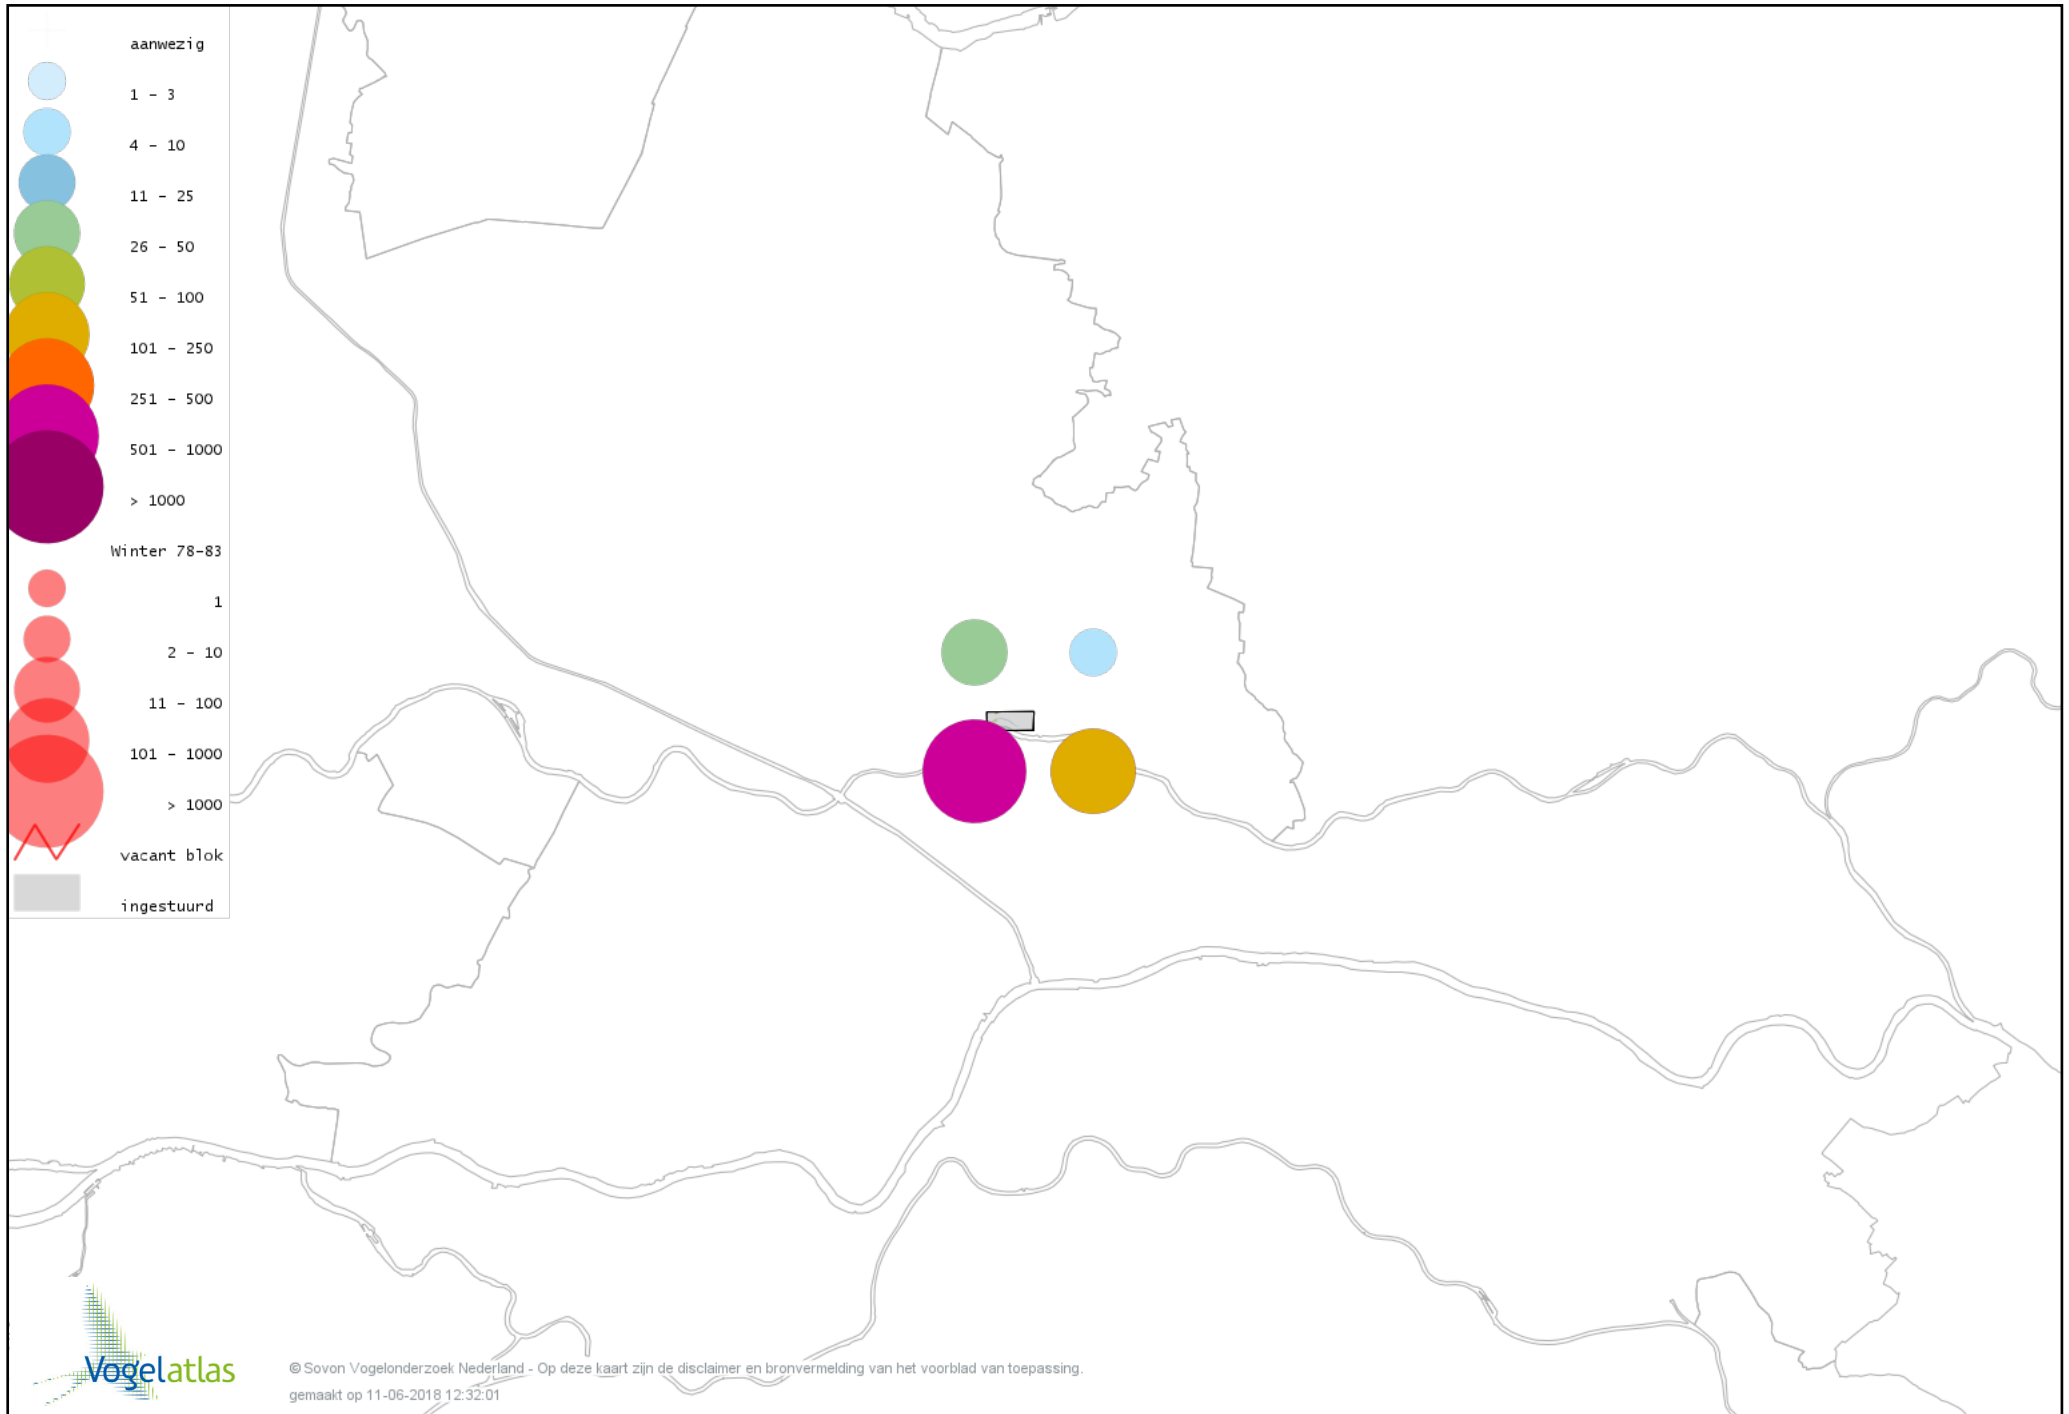 aanwezig
1 - 3
4 - 10
11 - 25
26 - 50
51 - 100
101 - 250
251 - 500
501 - 1000
> 1000
Winter 78-83
1
2 - 10
11 - 100
101 - 1000
> 1000
vacant blok
ingestuurd
Vogelatlas
© Sovon Vogelonderzoek Nederland - Op deze kaart zijn de disclaimer en bronvermelding van het voorblad van toepassing.
gemaakt op 11-06-2018 12:32:01